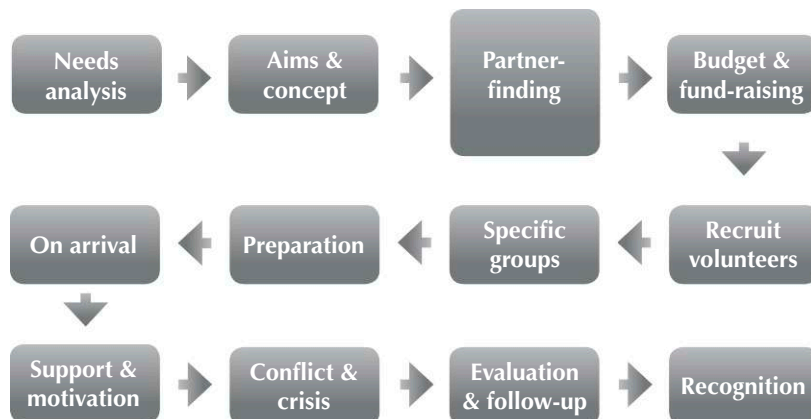 Needs
analysis
Aims &
concept
Partner-
finding
Budget &
fund-raising
Recruit
volunteers
Specific
groups
Preparation
On arrival
Support &
motivation
Conflict &
crisis
Evaluation
& follow-up
Recognition